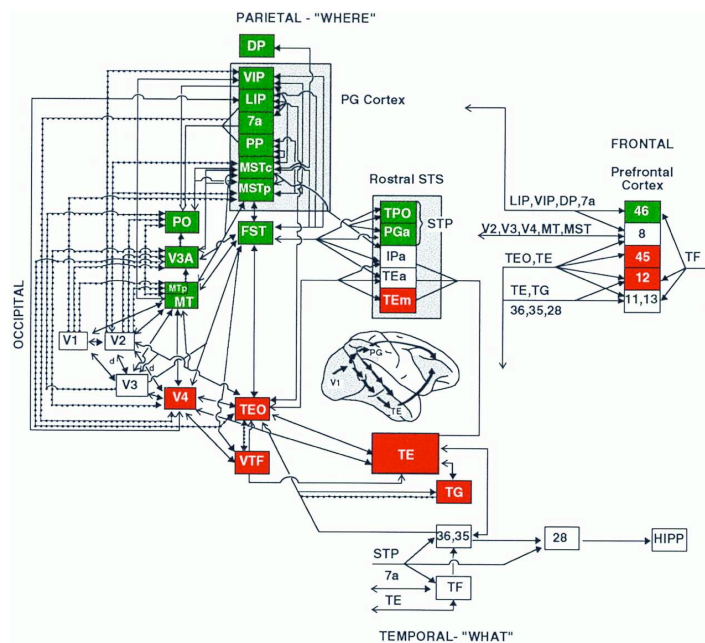 PARIETAL - "WHERE"
DP
VIP
LIP
7a
PP
MSTc
MSTp
PG Cortex
FRONTAL
Prefrontal
Cortex
46
8
45
12
11,13
LIP,VIP,DP,7a
V2,V3,V4,MT,MST
TEO,TE
TE,TG
36,35,28
TF
Rostral STS
TPO
PGa
IPa
TEa
TEm
STP
PO
FST
V3A
MTp
MT
OCCIPITAL
V1
V2
d
d
V3
V4
TEO
VTF
PG
V1
TE
TE
TG
36,35
28
HIPP
STP
7a
TE
TF
TEMPORAL- "WHAT"